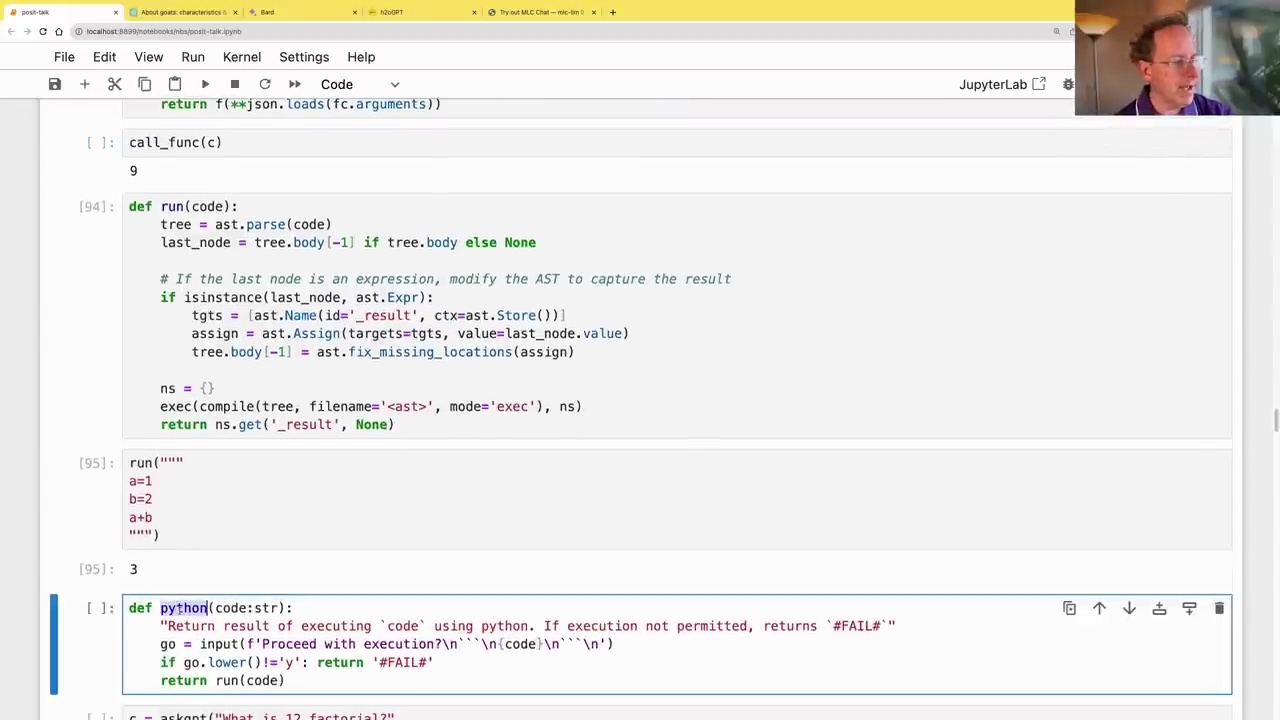 posit-talk
About goats: characteristics &
Bard
h2oGPT
Try out MLC Chat — mlc-llm
localhost:8899/notebooks/nbs/posit-talk.ipynb
File Edit View Run Kernel Settings Help
Code
JupyterLab
return f(**json.loads(fc.arguments))
[ ]: call_func(c)
9
[94]: def run(code):
tree = ast.parse(code)
last_node = tree.body[-1] if tree.body else None
# If the last node is an expression, modify the AST to capture the result
if isinstance(last_node, ast.Expr):
tgts = [ast.Name(id='_result', ctx=ast.Store())]
assign = ast.Assign(targets=tgts, value=last_node.value)
tree.body[-1] = ast.fix_missing_locations(assign)
ns = {}
exec(compile(tree, filename='<ast>', mode='exec'), ns)
return ns.get('_result', None)
[95]: run("""
a=1
b=2
a+b
""")
[95]: 3
[ ]: def python(code:str):
"Return result of executing `code` using python. If execution not permitted, returns `#FAIL#`"
go = input(f'Proceed with execution?\n```\n{code}\n```\n')
if go.lower()!='y': return '#FAIL#'
return run(code)
[ ]: c = askgpt("What is 12 factorial?"